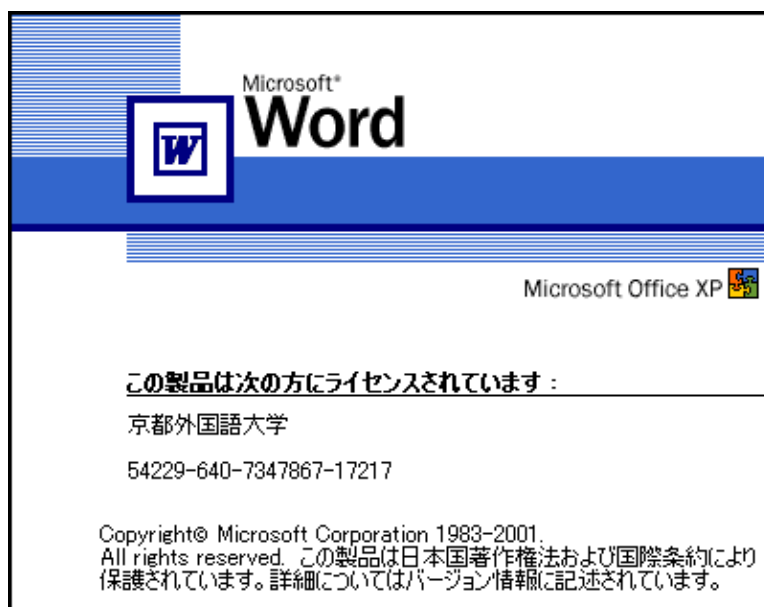 Microsoft®
Word
W
Microsoft Office XP
この製品は次の方にライセンスされています：
京都外国語大学
54229-640-7347867-17217
Copyright© Microsoft Corporation 1983-2001.
All rights reserved. この製品は日本国著作権法および国際条約により
保護されています。詳細についてはバージョン情報に記述されています。